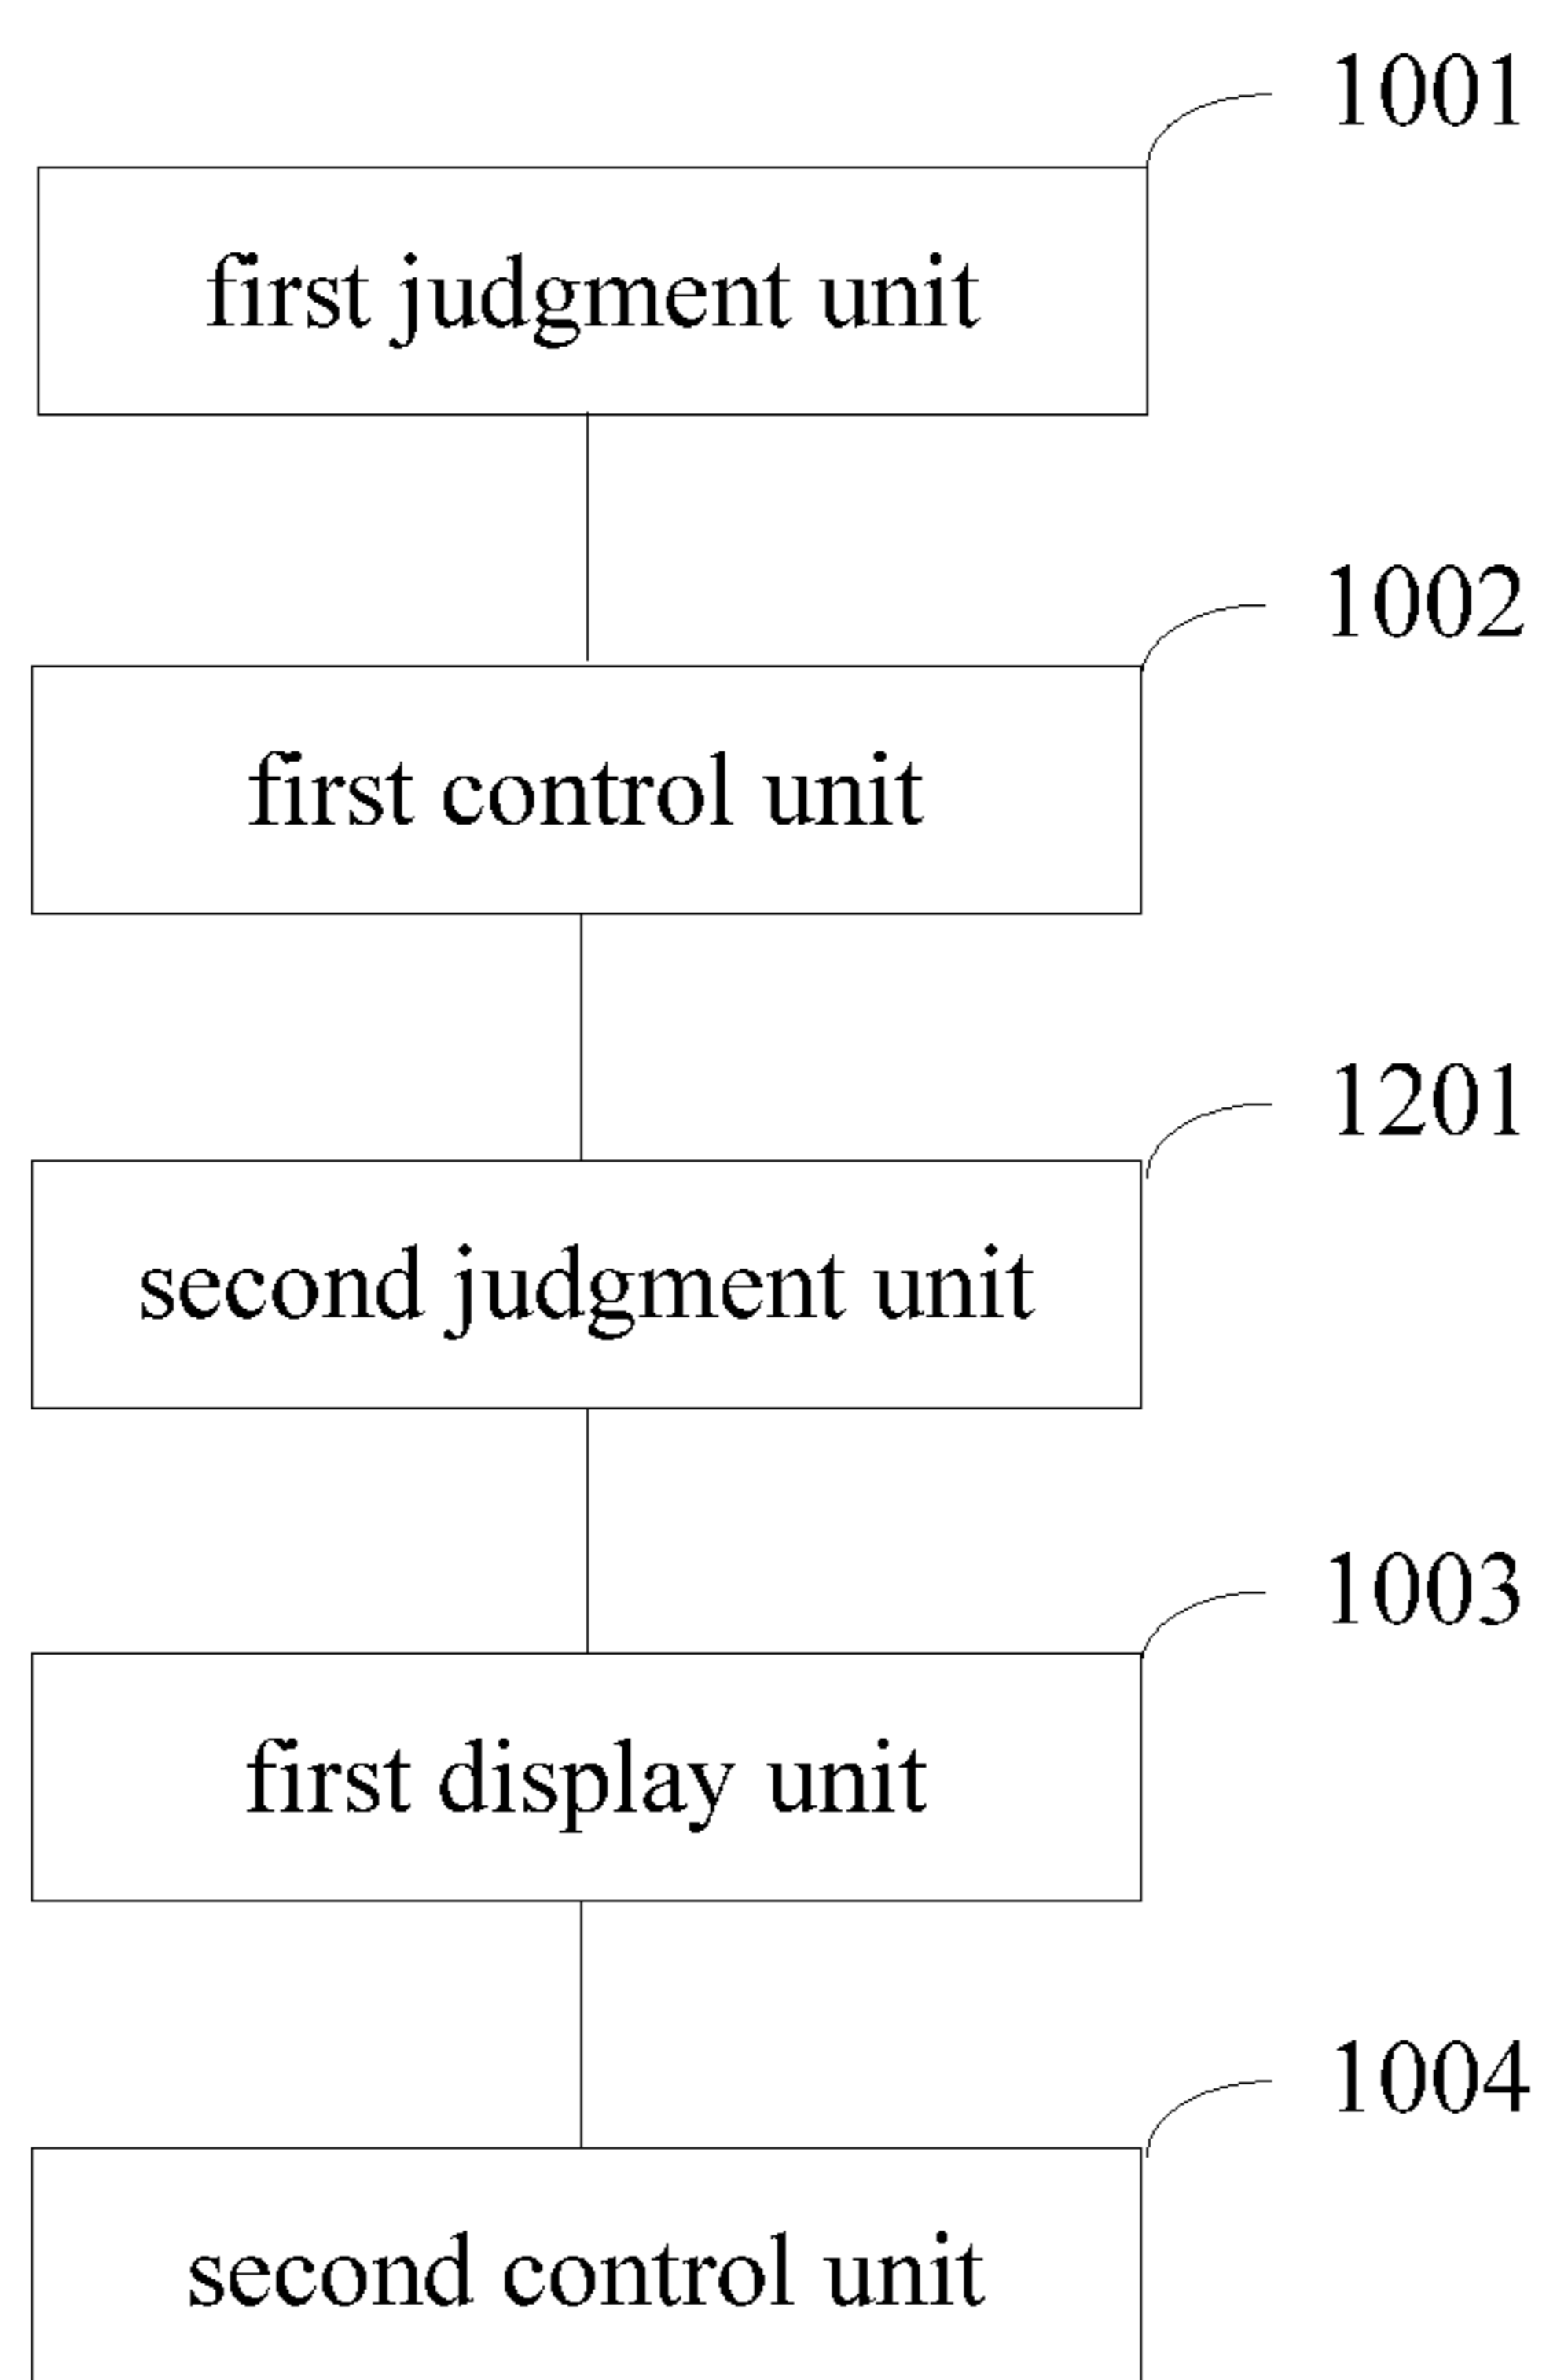 1001
first judgment unit
1002
first control unit
1201
second judgment unit
1003
first display unit
1004
second control unit